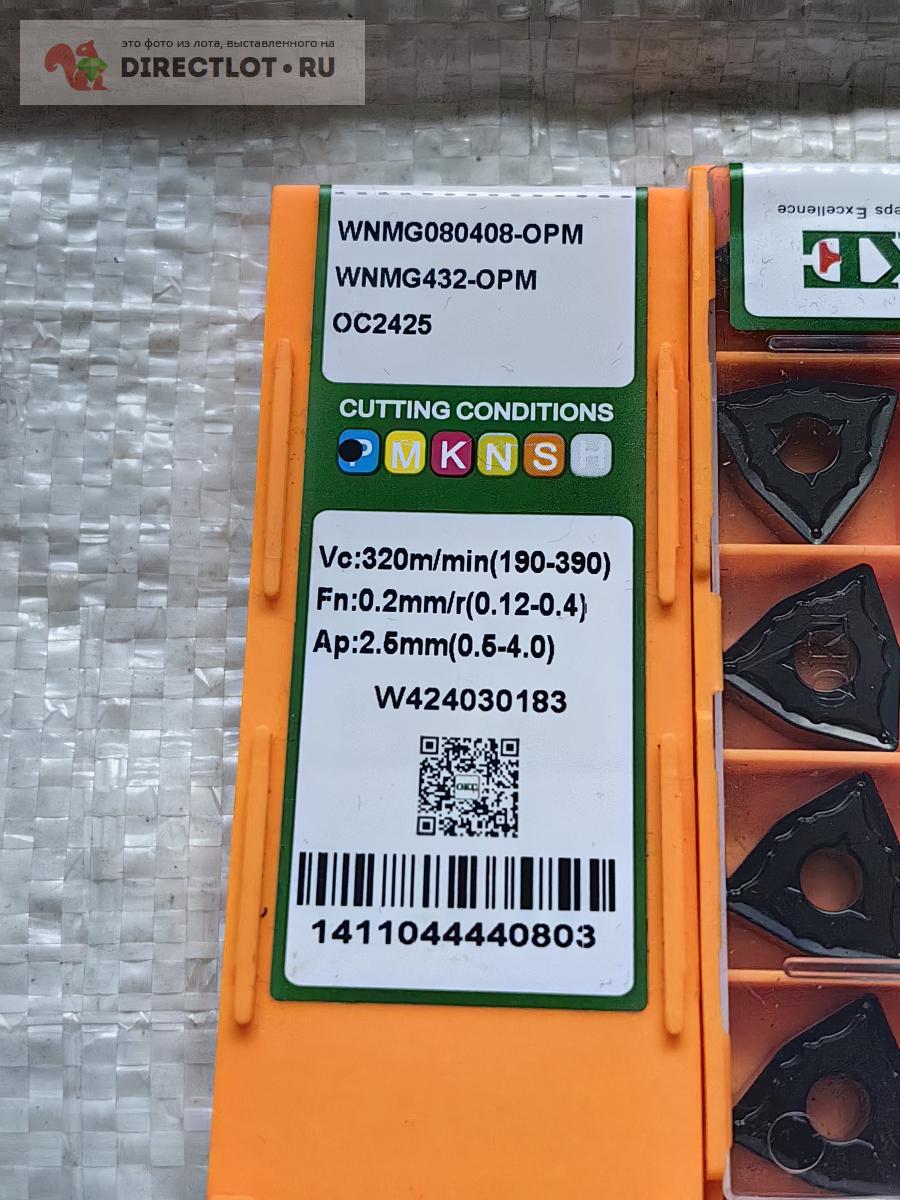 это фото из лота, выставленного на
DIRECTLOT•RU
WNMG080408-OPM
WNMG432-OPM
OC2425
CUTTING CONDITIONS
P M K N S H
Vc:320m/min(190-390)
Fn:0.2mm/r(0.12-0.4)
Ap:2.5mm(0.5-4.0)
W424030183
OKE
1411044440803
Excellence